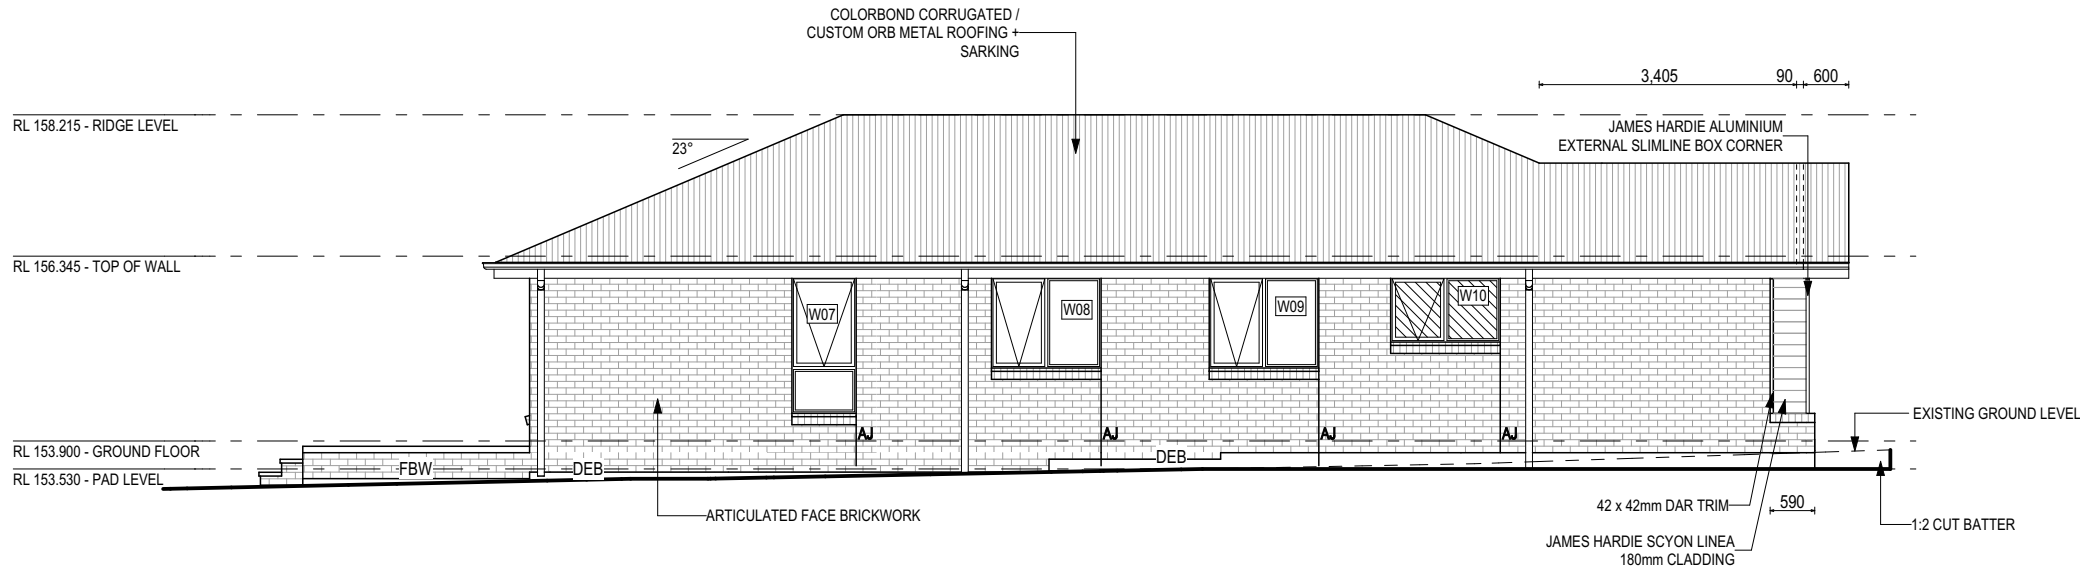 COLORBOND CORRUGATED /
CUSTOM ORB METAL ROOFING +
SARKING
3,405
90
600
RL 158.215 - RIDGE LEVEL
JAMES HARDIE ALUMINIUM
EXTERNAL SLIMLINE BOX CORNER
23°
RL 156.345 - TOP OF WALL
W07
W08
W09
W10
AJ
AJ
AJ
AJ
EXISTING GROUND LEVEL
RL 153.900 - GROUND FLOOR
FBW
DEB
DEB
RL 153.530 - PAD LEVEL
42 x 42mm DAR TRIM
590
ARTICULATED FACE BRICKWORK
1:2 CUT BATTER
JAMES HARDIE SCYON LINEA
180mm CLADDING